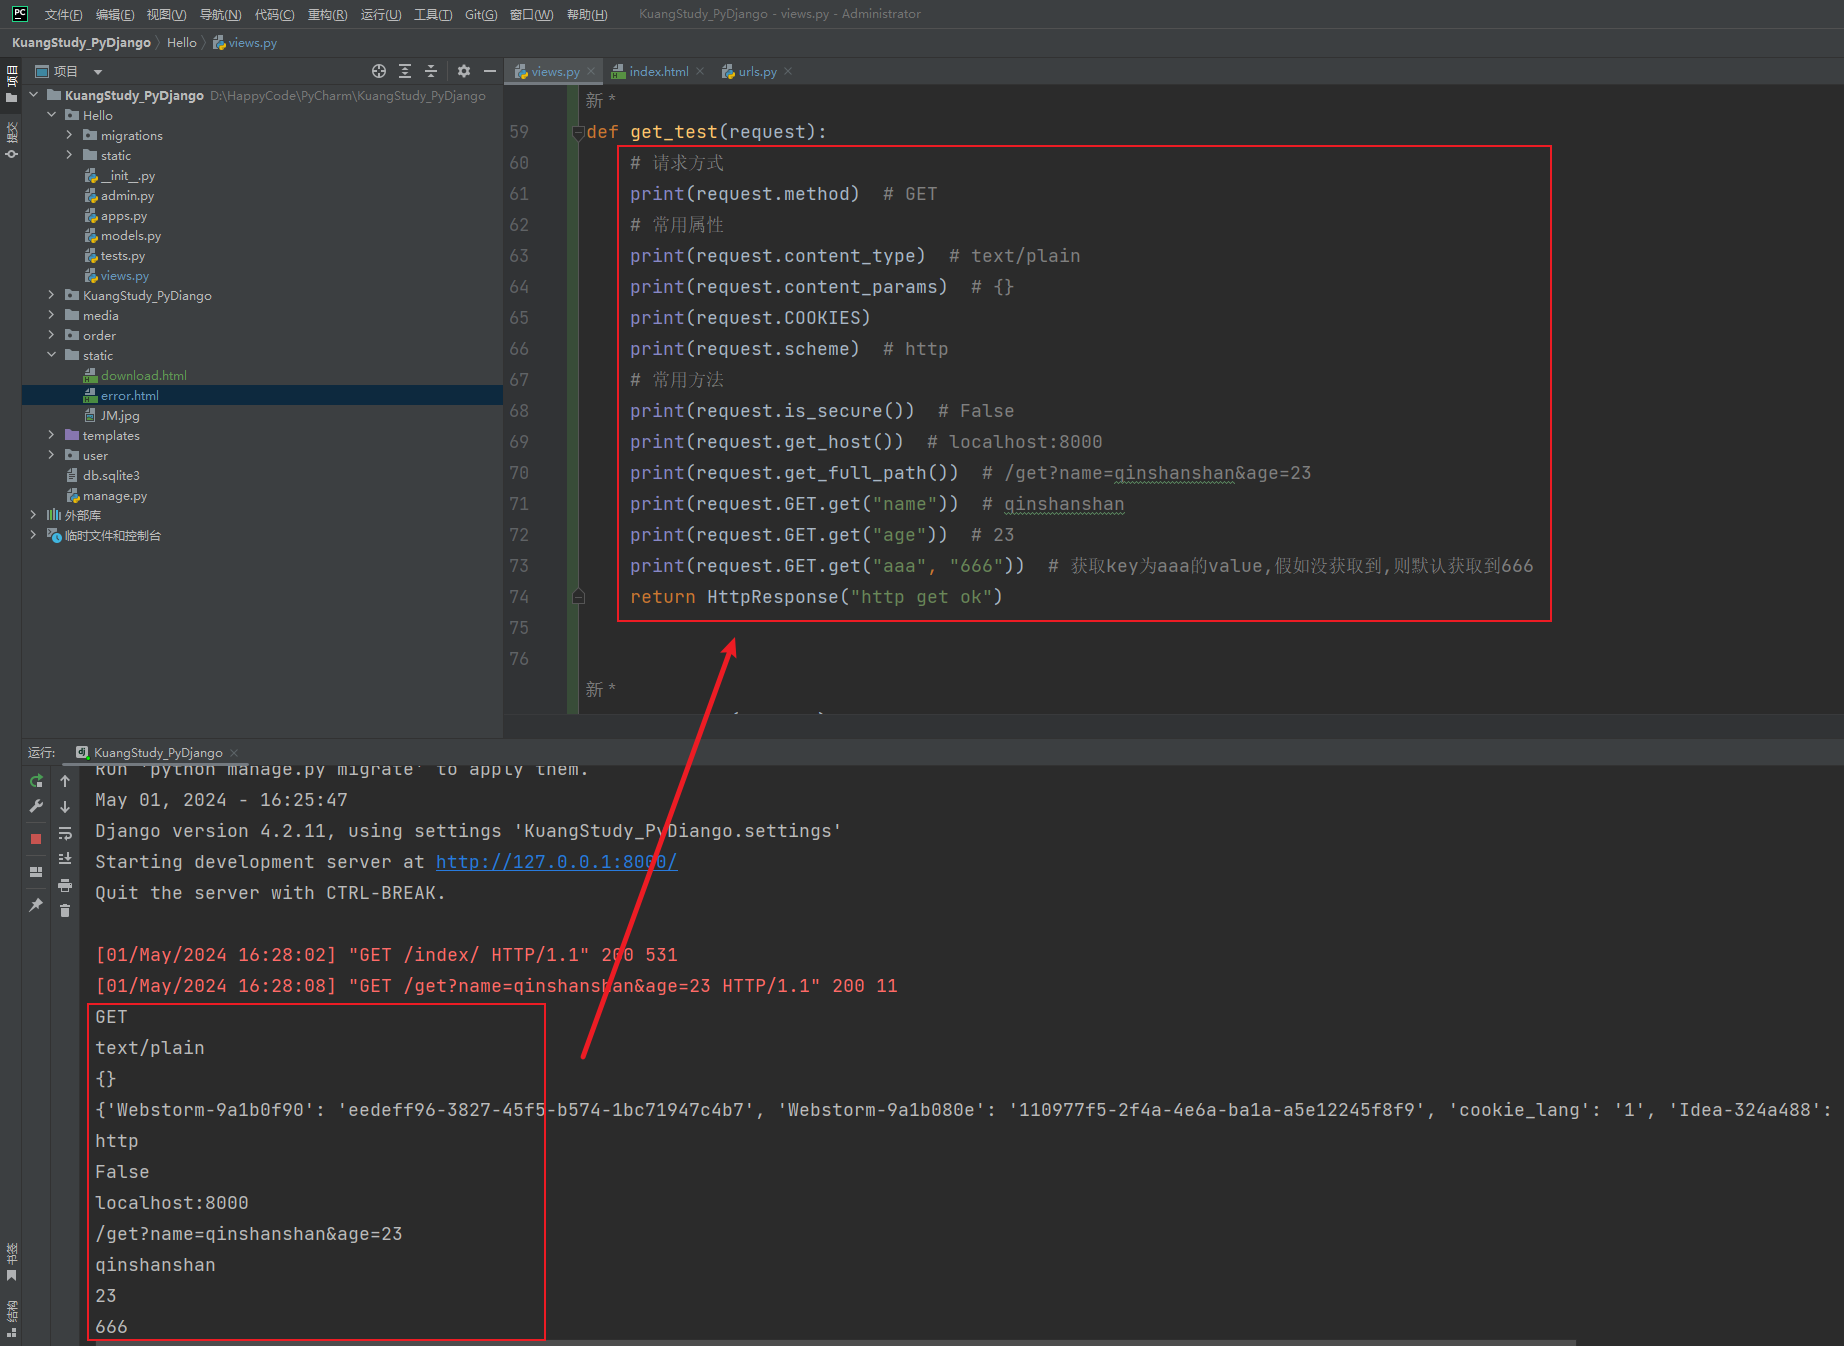 文件(F) 编辑(E) 视图(V) 导航(N) 代码(C) 重构(R) 运行(U) 工具(T) Git(G) 窗口(W) 帮助(H) KuangStudy_PyDjango - views.py - Administrator
KuangStudy_PyDjango Hello views.py
项目
提交
项目
KuangStudy_PyDjango D:\HappyCode\PyCharm\KuangStudy_PyDjango
Hello
migrations
static
__init__.py
admin.py
apps.py
models.py
tests.py
views.py
KuangStudy_PyDjango
media
order
static
download.html
error.html
JM.jpg
templates
user
db.sqlite3
manage.py
外部库
临时文件和控制台
views.py index.html urls.py
新 *
59 def get_test(request):
60 # 请求方式
61 print(request.method)  # GET
62 # 常用属性
63 print(request.content_type)  # text/plain
64 print(request.content_params)  # {}
65 print(request.COOKIES)
66 print(request.scheme)  # http
67 # 常用方法
68 print(request.is_secure())  # False
69 print(request.get_host())  # localhost:8000
70 print(request.get_full_path())  # /get?name=qinshanshan&age=23
71 print(request.GET.get("name"))  # qinshanshan
72 print(request.GET.get("age"))  # 23
73 print(request.GET.get("aaa", "666"))  # 获取key为aaa的value,假如没获取到,则默认获取到666
74 return HttpResponse("http get ok")
75
76
新 *
运行: KuangStudy_PyDjango
Run 'python manage.py migrate' to apply them.
May 01, 2024 - 16:25:47
Django version 4.2.11, using settings 'KuangStudy_PyDjango.settings'
Starting development server at http://127.0.0.1:8000/
Quit the server with CTRL-BREAK.
[01/May/2024 16:28:02] "GET /index/ HTTP/1.1" 200 531
[01/May/2024 16:28:08] "GET /get?name=qinshanshan&age=23 HTTP/1.1" 200 11
GET
text/plain
{}
{'Webstorm-9a1b0f90': 'eedeff96-3827-45f5-b574-1bc71947c4b7', 'Webstorm-9a1b080e': '110977f5-2f4a-4e6a-ba1a-a5e12245f8f9', 'cookie_lang': '1', 'Idea-324a488':
http
False
localhost:8000
/get?name=qinshanshan&age=23
qinshanshan
23
666
书签
结构